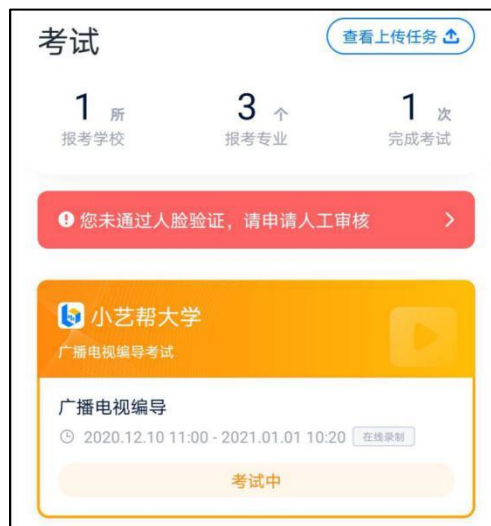 考试
查看上传任务
1 所 3 个 1 次
报考学校 报考专业 完成考试
您未通过人脸验证，请申请人工审核
小艺帮大学
广播电视编导考试
广播电视编导
2020.12.10 11:00 - 2021.01.01 10:20 在线录制
考试中